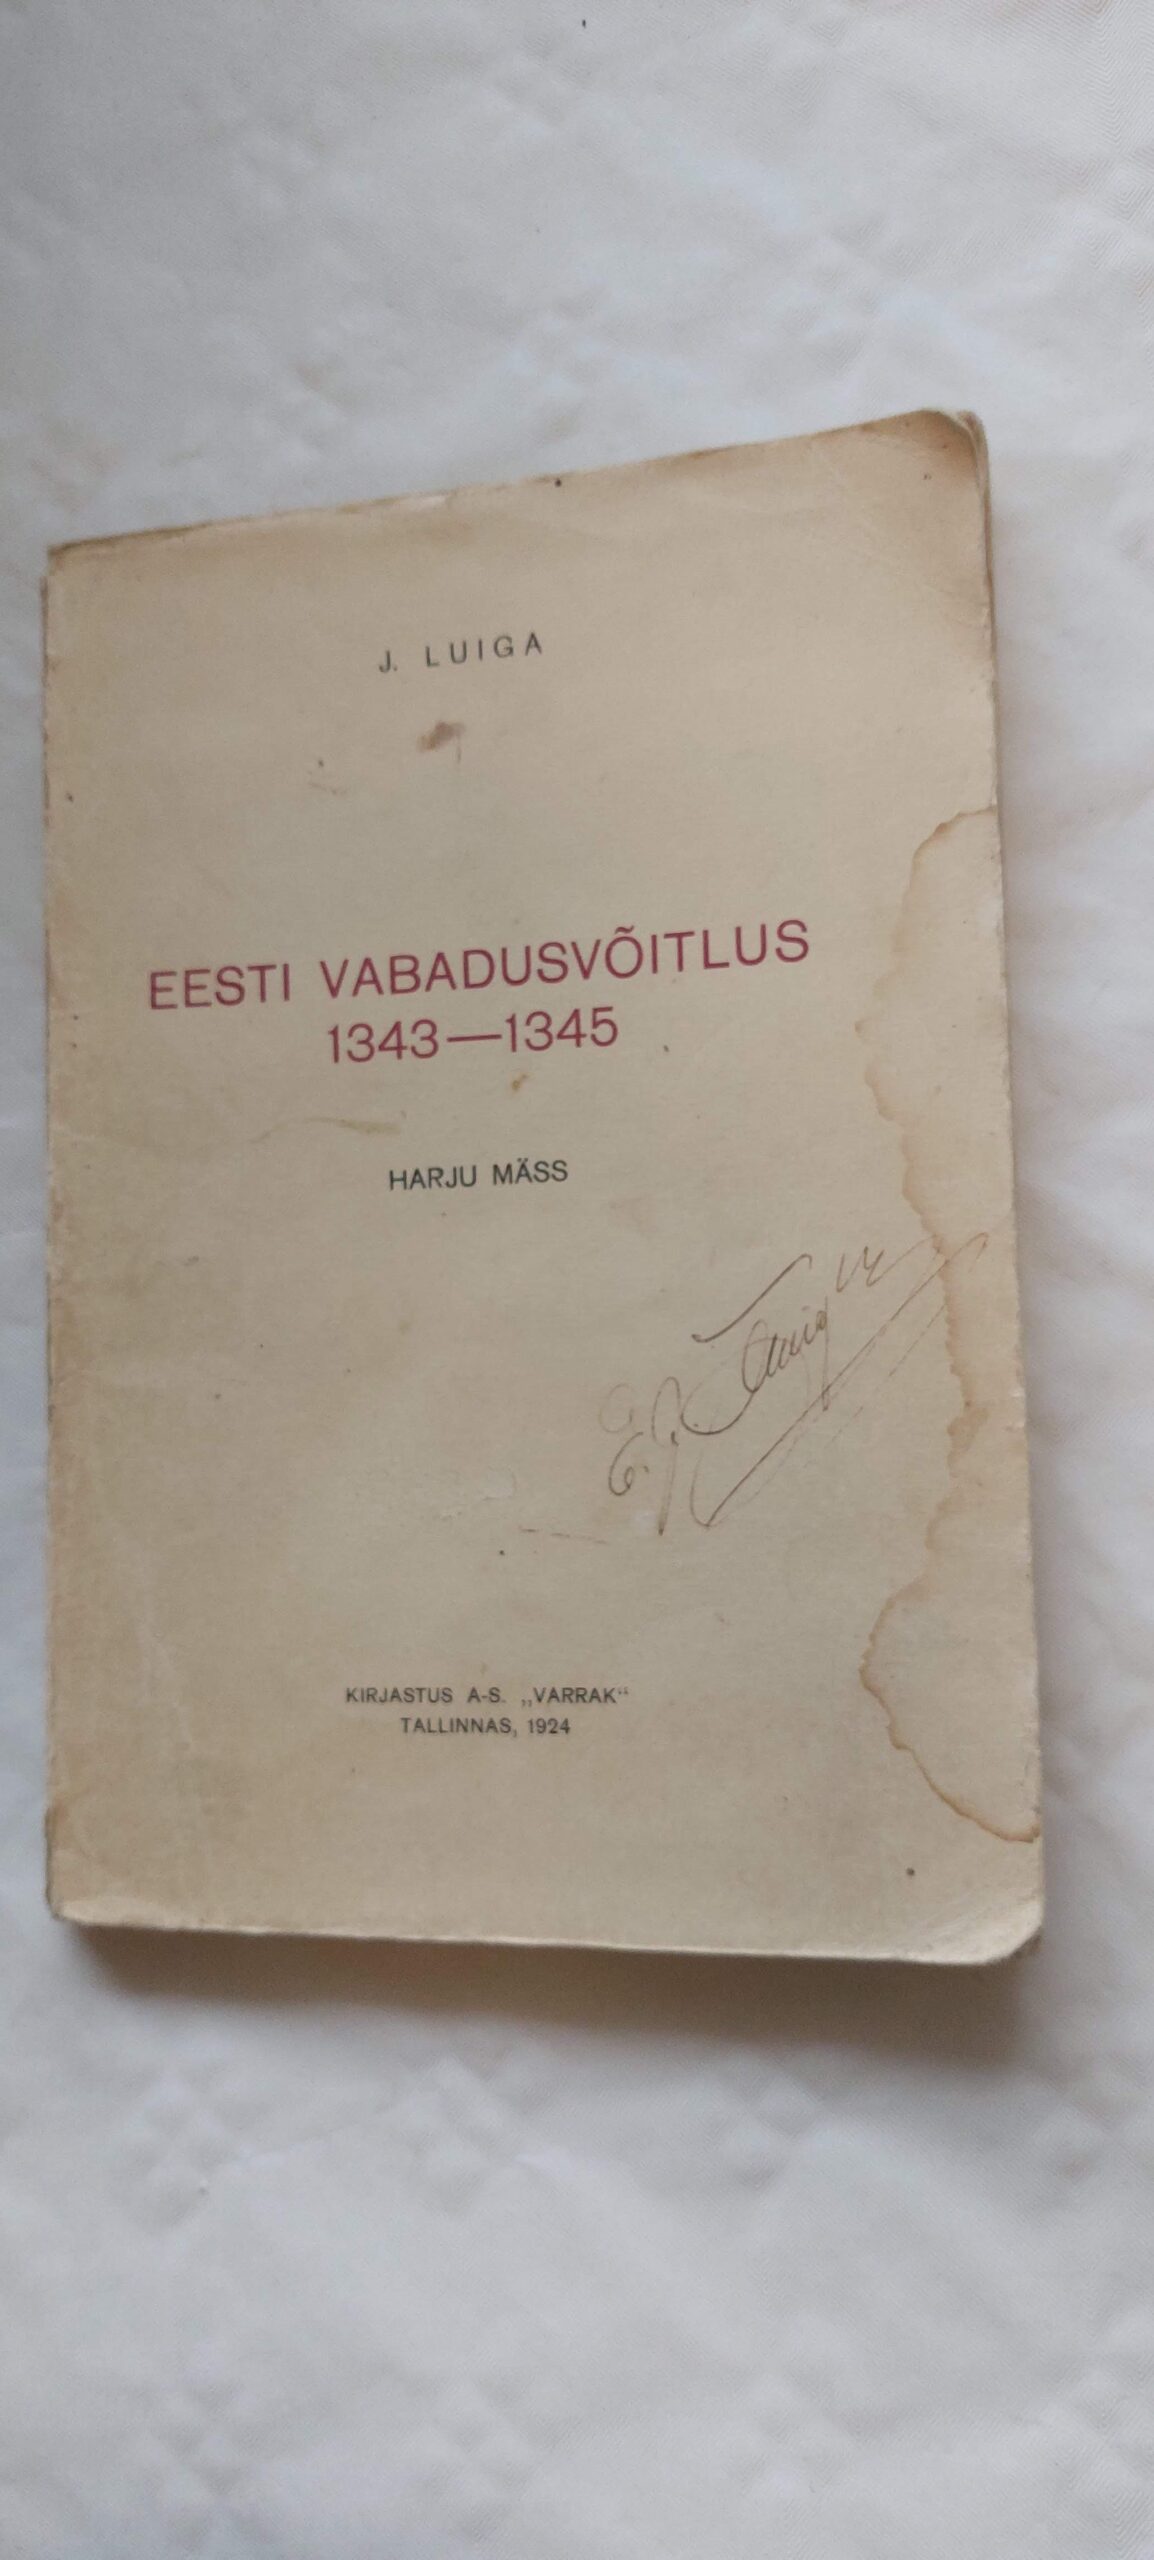 J. LUIGA
EESTI VABADUSVÕITLUS
1343—1345
HARJU MÄSS
KIRJASTUS A-S. „VARRAK“
TALLINNAS, 1924